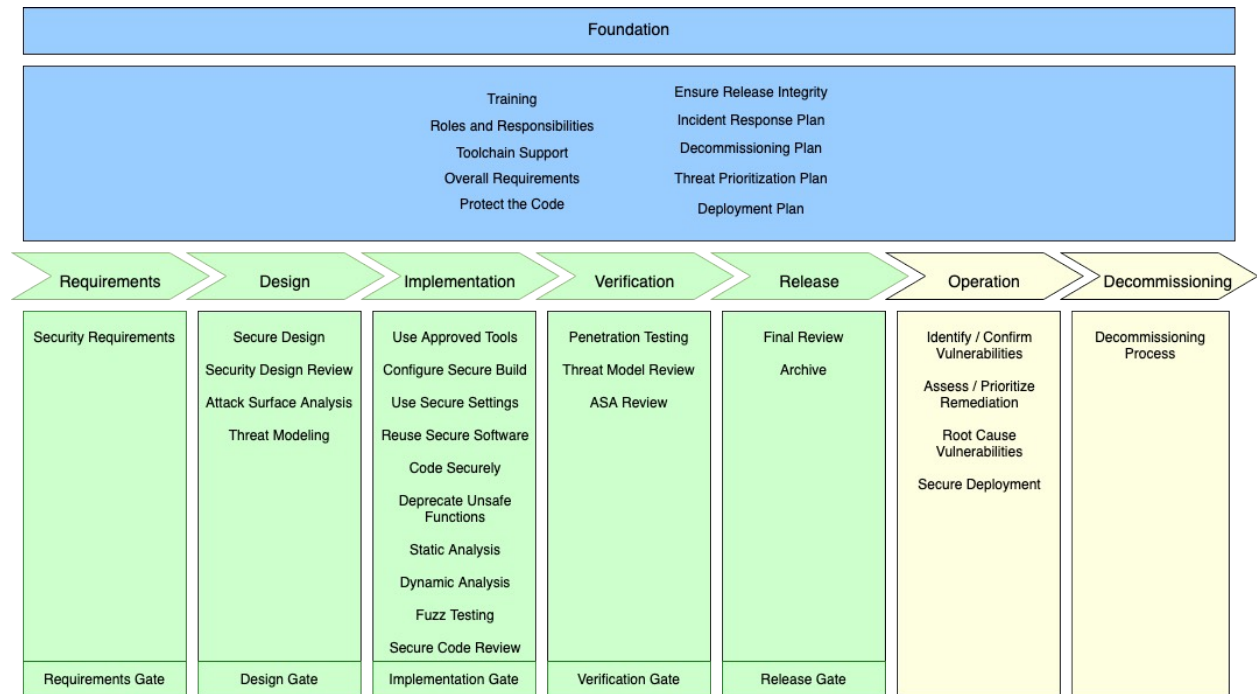 Foundation
Training
Roles and Responsibilities
Toolchain Support
Overall Requirements
Protect the Code
Ensure Release Integrity
Incident Response Plan
Decommissioning Plan
Threat Prioritization Plan
Deployment Plan
Requirements
Design
Implementation
Verification
Release
Operation
Decommissioning
Security Requirements
Requirements Gate
Secure Design
Security Design Review
Attack Surface Analysis
Threat Modeling
Design Gate
Use Approved Tools
Configure Secure Build
Use Secure Settings
Reuse Secure Software
Code Securely
Deprecate Unsafe
Functions
Static Analysis
Dynamic Analysis
Fuzz Testing
Secure Code Review
Implementation Gate
Penetration Testing
Threat Model Review
ASA Review
Verification Gate
Final Review
Archive
Release Gate
Identify / Confirm
Vulnerabilities
Assess / Prioritize
Remediation
Root Cause
Vulnerabilities
Secure Deployment
Decommissioning
Process